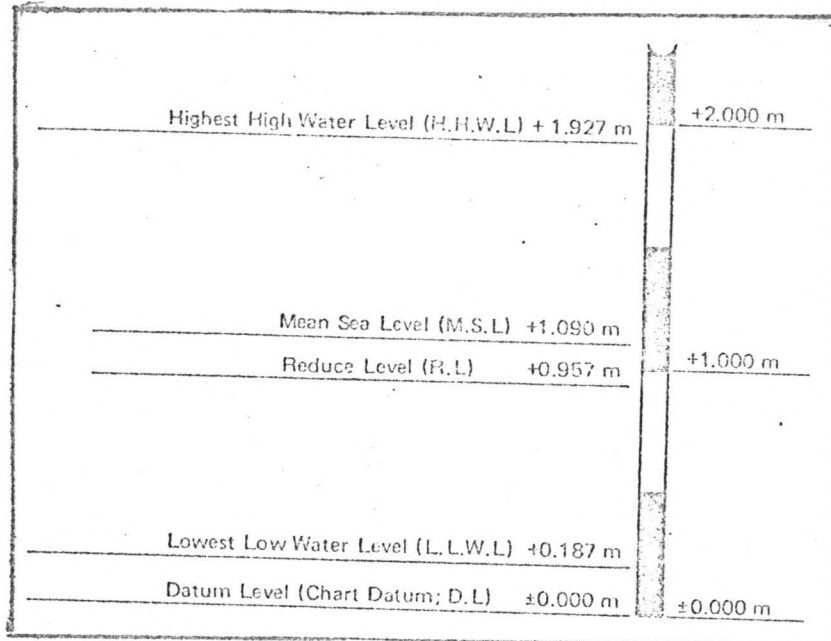 +2.000 m
Highest High Water Level (H.H.W.L) + 1.927 m
Mean Sea Level (M.S.L) +1.090 m
+1.000 m
Reduce Level (R.L) +0.957 m
Lowest Low Water Level (L.L.W.L) +0.187 m
Datum Level (Chart Datum; D.L) ±0.000 m
±0.000 m